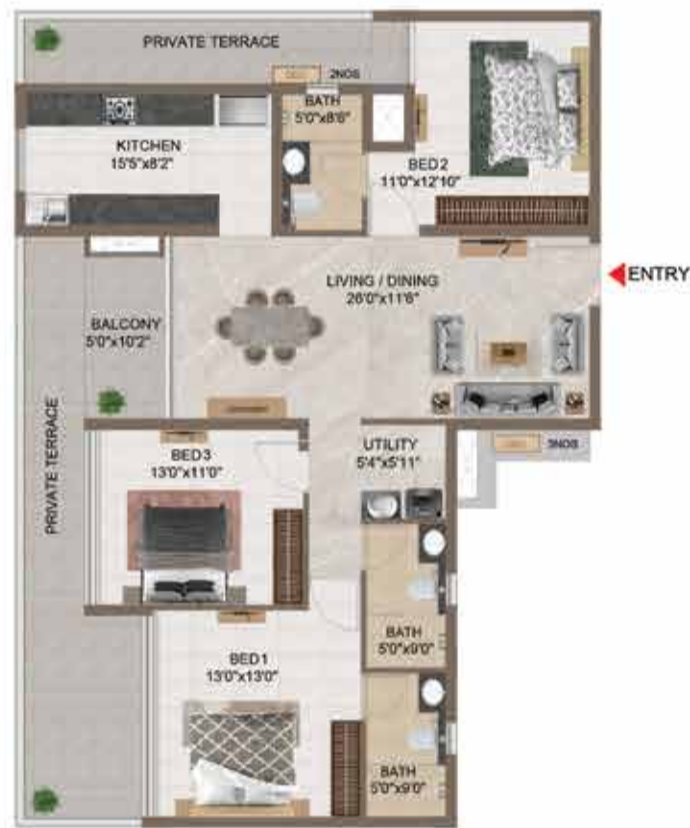 PRIVATE TERRACE
2NOS
BATH
5'0"x8'6"
KITCHEN
15'5"x8'2"
BED2
11'0"x12'10"
ENTRY
LIVING / DINING
26'0"x11'6"
BALCONY
5'0"x10'2"
PRIVATE TERRACE
BED3
13'0"x11'0"
UTILITY
5'4"x5'11"
BATH
5'0"x9'0"
BED1
13'0"x13'0"
BATH
5'0"x9'0"